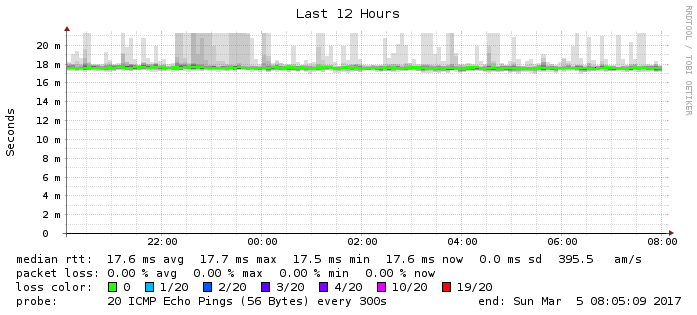 Last 12 Hours
RRDTOOL / TOBI OETIKER
Seconds
20 m
18 m
16 m
14 m
12 m
10 m
8 m
6 m
4 m
2 m
0
22:00 00:00 02:00 04:00 06:00 08:00
median rtt: 17.6 ms avg 17.7 ms max 17.5 ms min 17.6 ms now 0.0 ms sd 395.5 am/s
packet loss: 0.00 % avg 0.00 % max 0.00 % min 0.00 % now
loss color: 0 1/20 2/20 3/20 4/20 10/20 19/20
probe: 20 ICMP Echo Pings (56 Bytes) every 300s end: Sun Mar 5 08:05:09 2017